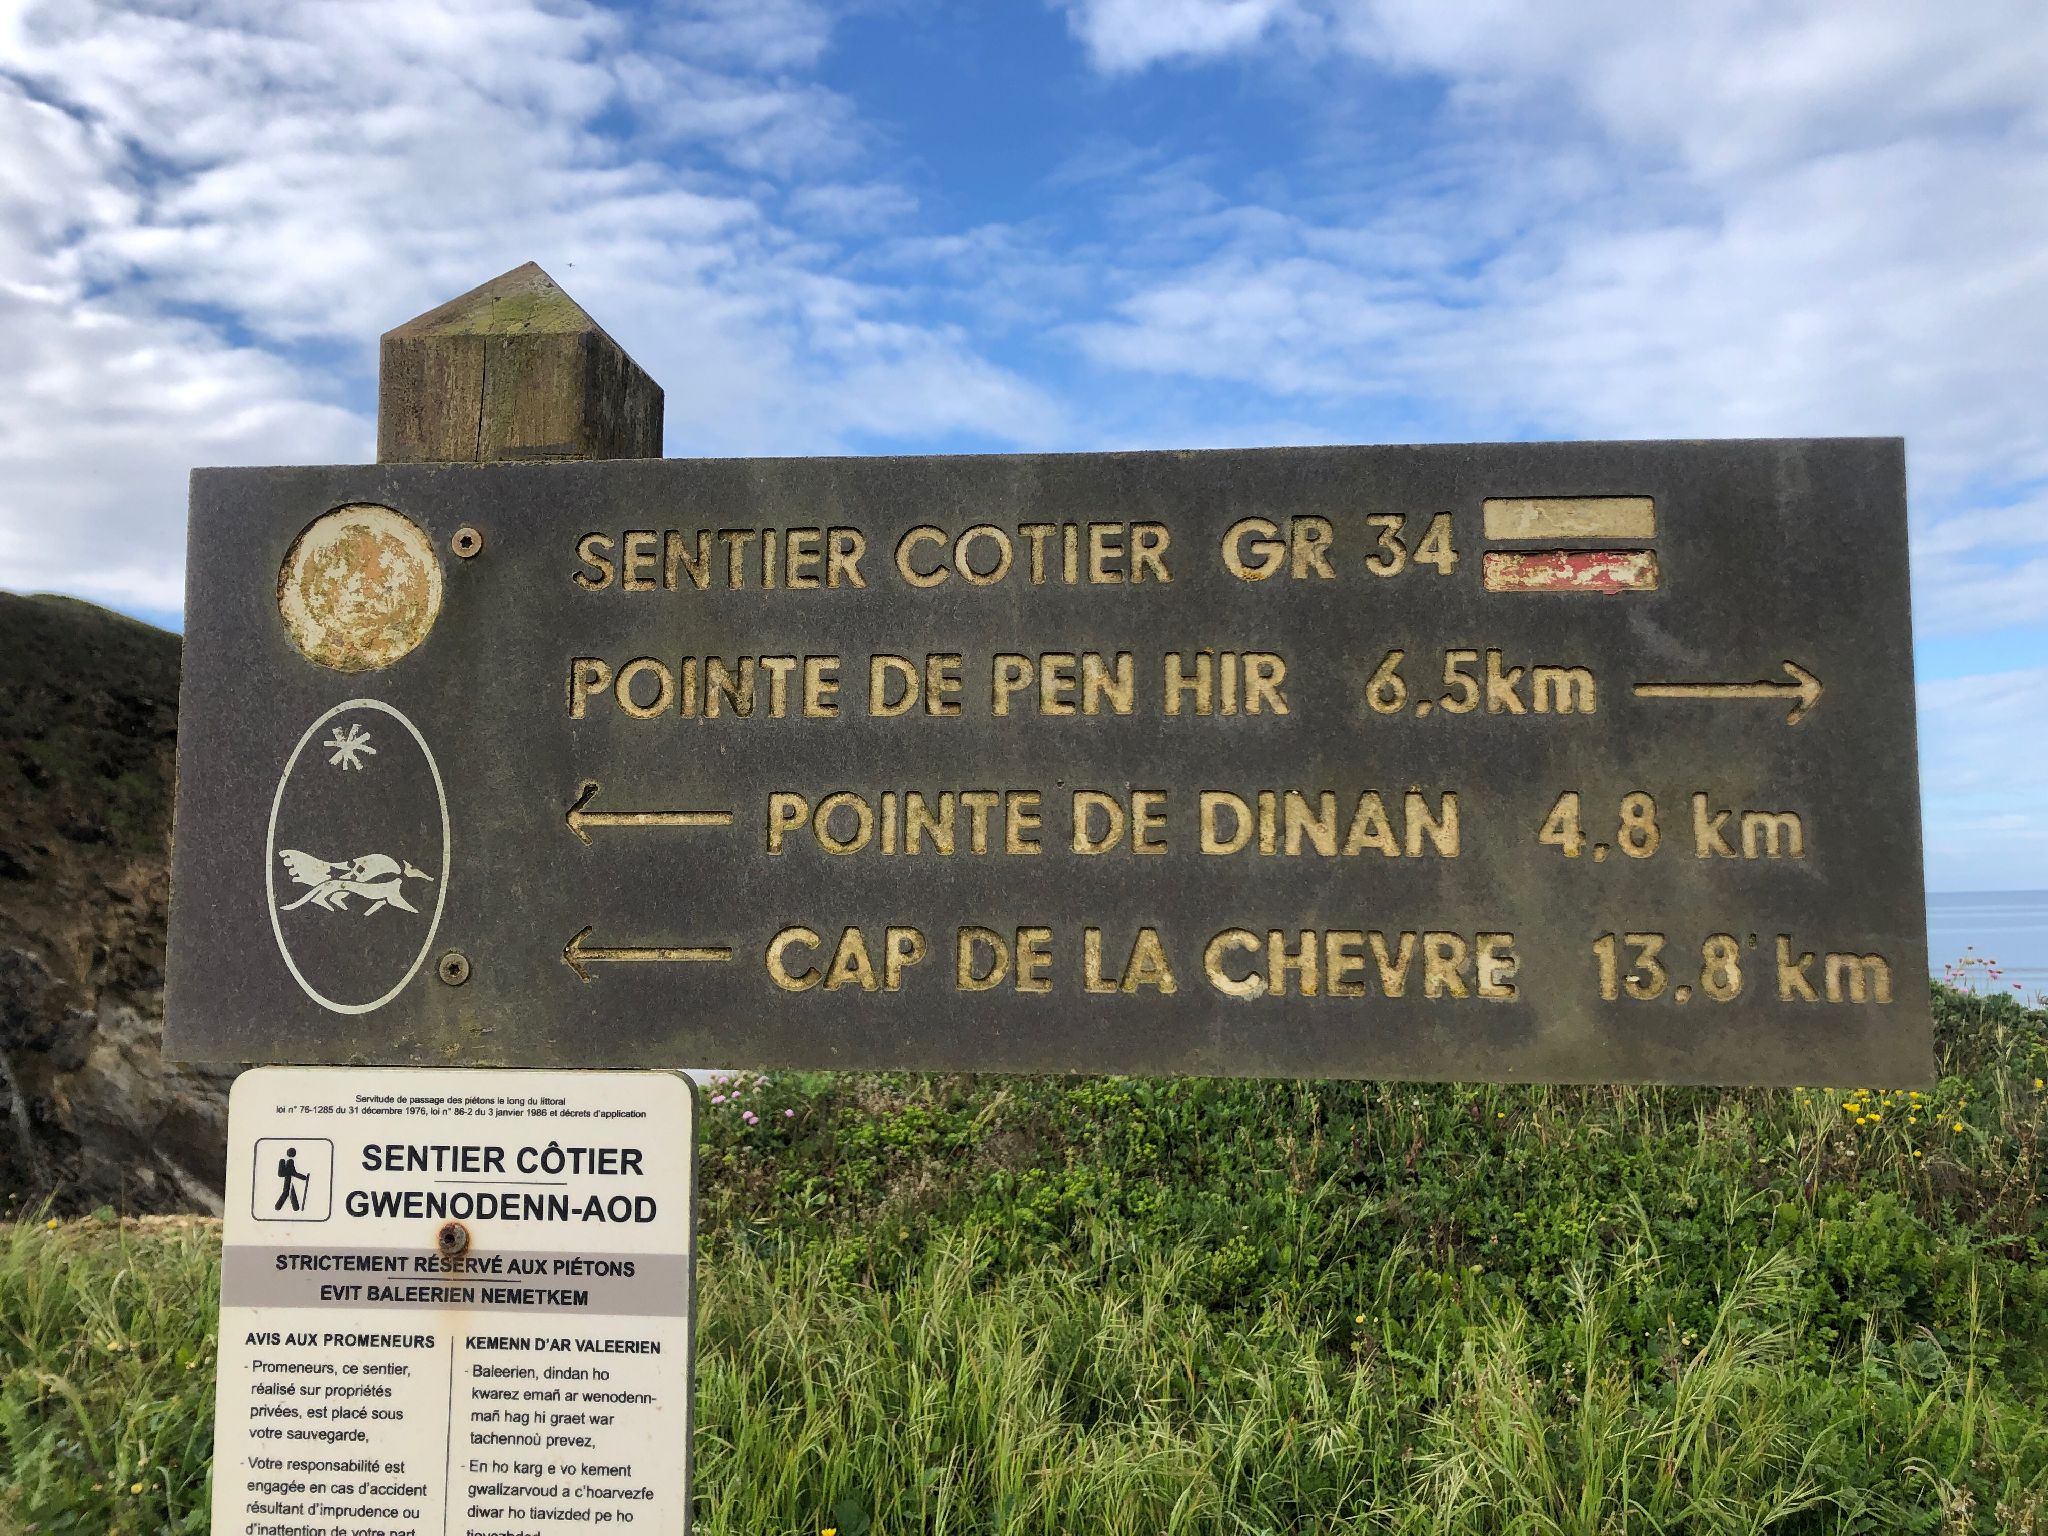 SENTIER COTIER GR 34
POINTE DE PEN HIR 6,5km
POINTE DE DINAN 4,8 km
CAP DE LA CHEVRE 13,8 km
Servitude de passage des piétons le long du littoral
loi n° 76-1285 du 31 décembre 1976, loi n° 86-2 du 3 janvier 1986 et décrets d'application
SENTIER CÔTIER
GWENODENN-AOD
STRICTEMENT RÉSERVÉ AUX PIÉTONS
EVIT BALEERIEN NEMETKEM
AVIS AUX PROMENEURS
- Promeneurs, ce sentier,
réalisé sur propriétés
privées, est placé sous
votre sauvegarde,
- Votre responsabilité est
engagée en cas d'accident
résultant d'imprudence ou
d'inattention de votre part
KEMENN D'AR VALEERIEN
- Baleerien, dindan ho
kwarez emañ ar wenodenn-
mañ hag hi graet war
tachennoù prevez,
- En ho karg e vo kement
gwalizarvoud a c'hoarvezfe
diwar ho tiavizded pe ho